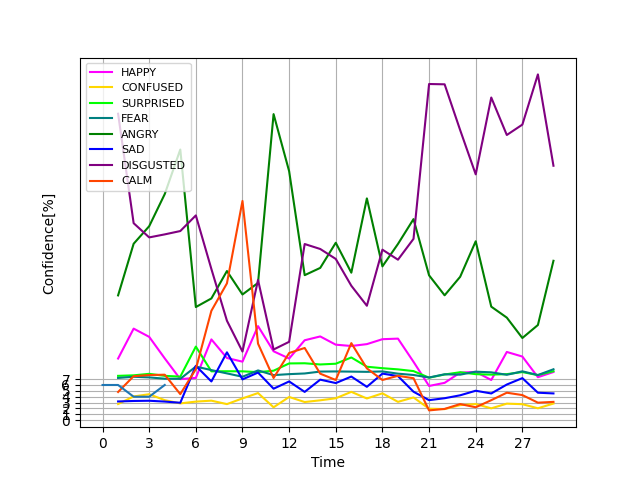 HAPPY
CONFUSED
SURPRISED
FEAR
ANGRY
SAD
DISGUSTED
CALM
Confidence[%]
7
6
5
4
3
2
1
0
0 3 6 9 12 15 18 21 24 27
Time